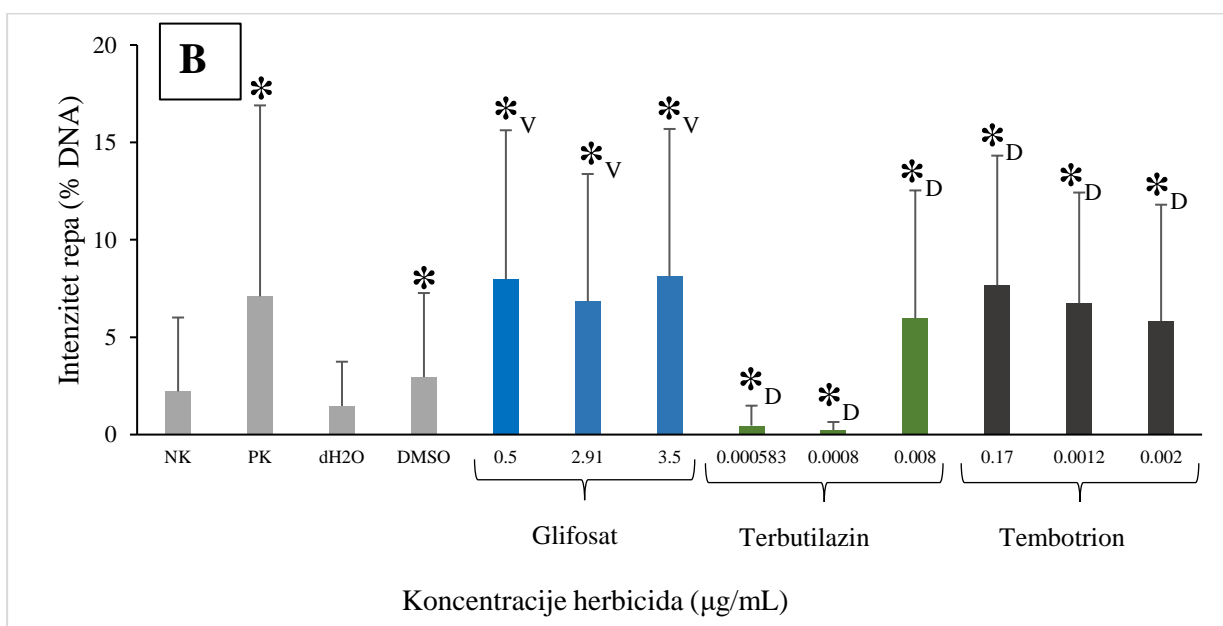 B
Intenzitet repa (% DNA)
20
15
10
5
0
*
*
*V
*V
*V
*D
*D
*D
*D
*D
*D
NK PK dH2O DMSO 0.5 2.91 3.5 0.000583 0.0008 0.008 0.17 0.0012 0.002
Glifosat Terbutilazin Tembotrion
Koncentracije herbicida (µg/mL)